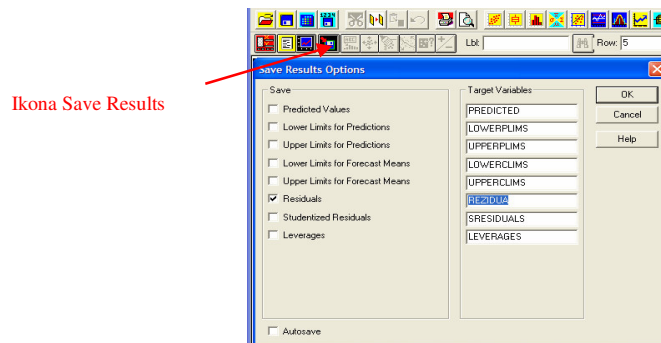 Lbl:
Row: 5
Save Results Options
Ikona Save Results
Save
Target Variables
OK
Cancel
Help
Predicted Values
PREDICTED
Lower Limits for Predictions
LOWERPLIMS
Upper Limits for Predictions
UPPERPLIMS
Lower Limits for Forecast Means
LOWERCLIMS
Upper Limits for Forecast Means
UPPERCLIMS
Residuals
REZIDUA
Studentized Residuals
SRESIDUALS
Leverages
LEVERAGES
Autosave